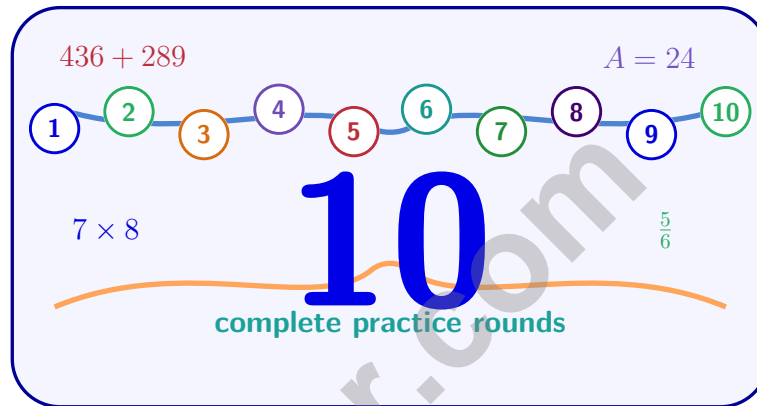 436 + 289
A = 24
1 2 3 4 5 6 7 8 9 10
10
7 × 8
5/6
complete practice rounds
r.com